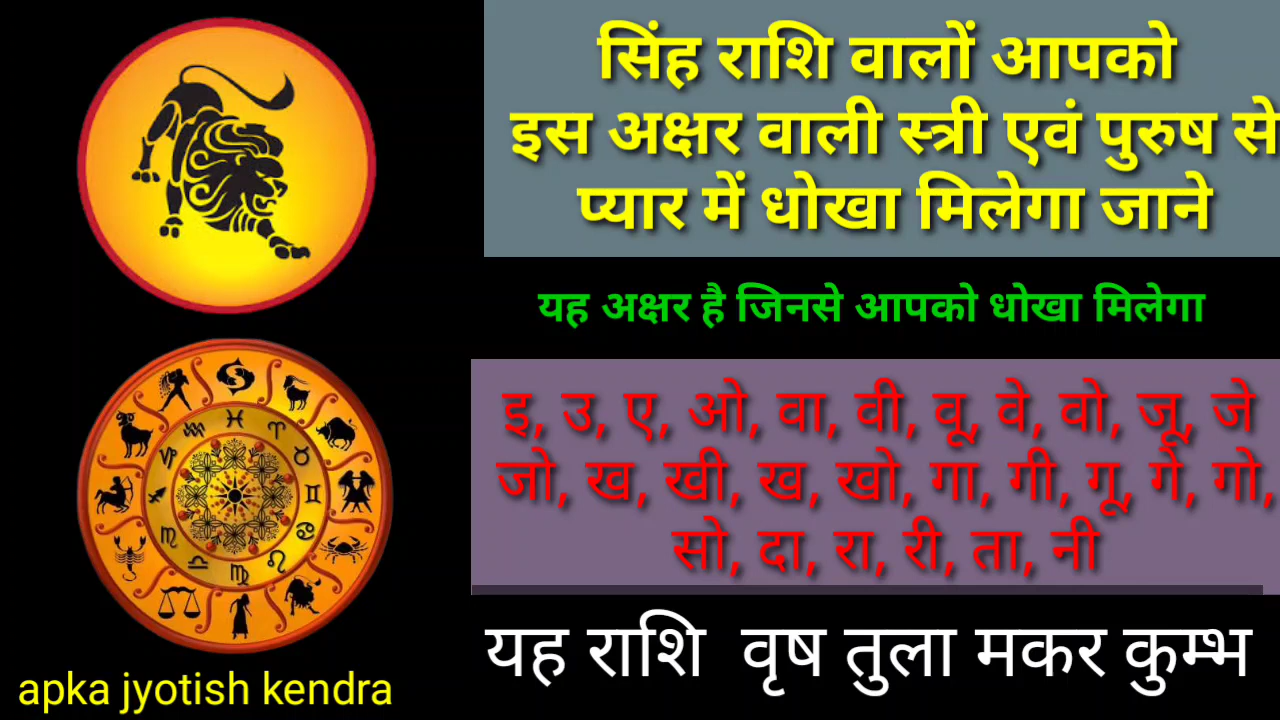 सिंह राशि वालों आपको
इस अक्षर वाली स्त्री एवं पुरुष से
प्यार में धोखा मिलेगा जाने
यह अक्षर है जिनसे आपको धोखा मिलेगा
इ, उ, ए, ओ, वा, वी, वू, वे, वो, जू, जे
जो, ख, खी, ख, खो, गा, गी, गू, गे, गो,
सो, दा, रा, री, ता, नी
यह राशि वृष तुला मकर कुम्भ
apka jyotish kendra